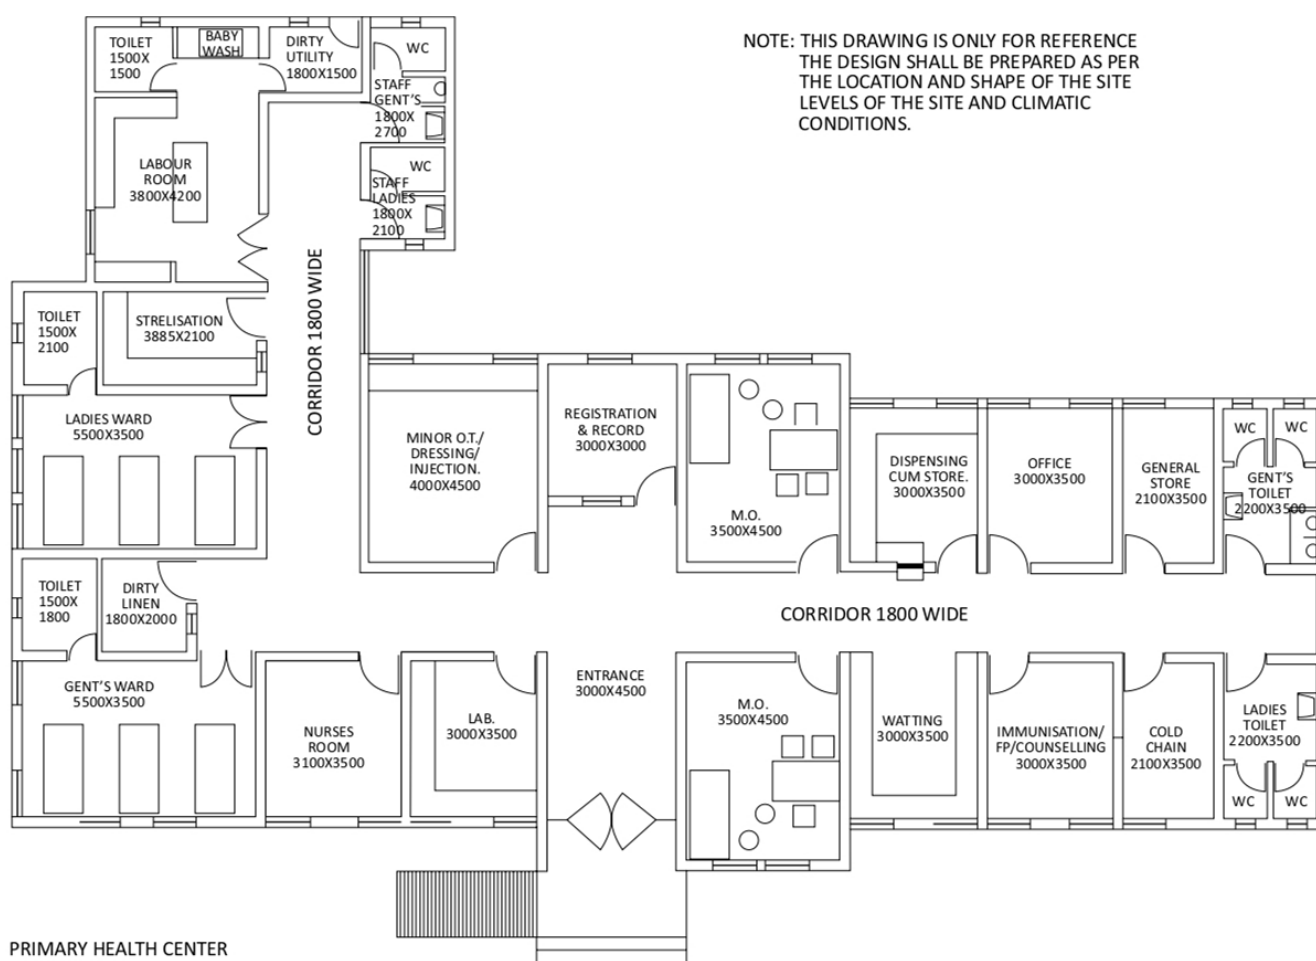 NOTE: THIS DRAWING IS ONLY FOR REFERENCE
THE DESIGN SHALL BE PREPARED AS PER
THE LOCATION AND SHAPE OF THE SITE
LEVELS OF THE SITE AND CLIMATIC
CONDITIONS.
TOILET
1500X
1500
BABY
WASH
DIRTY
UTILITY
1800X1500
WC
STAFF
GENT'S
1800X
2700
WC
STAFF
LADIES
1800X
2100
LABOUR
ROOM
3800X4200
CORRIDOR 1800 WIDE
TOILET
1500X
2100
STRELISATION
3885X2100
LADIES WARD
5500X3500
MINOR O.T./
DRESSING/
INJECTION.
4000X4500
REGISTRATION
& RECORD
3000X3000
M.O.
3500X4500
DISPENSING
CUM STORE.
3000X3500
OFFICE
3000X3500
GENERAL
STORE
2100X3500
WC
WC
GENT'S
TOILET
2200X3500
TOILET
1500X
1800
DIRTY
LINEN
1800X2000
CORRIDOR 1800 WIDE
GENT'S WARD
5500X3500
NURSES
ROOM
3100X3500
LAB.
3000X3500
ENTRANCE
3000X4500
M.O.
3500X4500
WATTING
3000X3500
IMMUNISATION/
FP/COUNSELLING
3000X3500
COLD
CHAIN
2100X3500
LADIES
TOILET
2200X3500
WC
WC
PRIMARY HEALTH CENTER